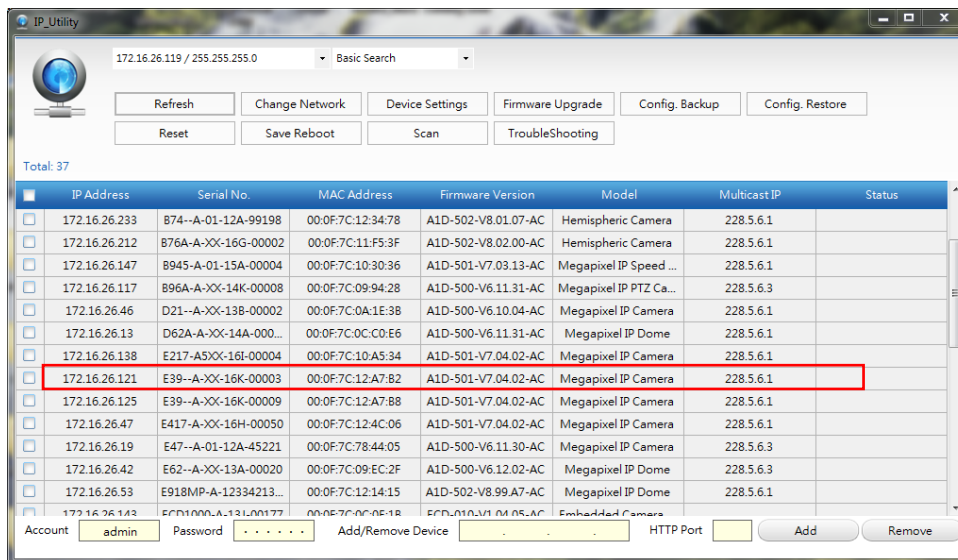 IP_Utility
172.16.26.119 / 255.255.255.0 Basic Search
Refresh Change Network Device Settings Firmware Upgrade Config. Backup Config. Restore
Reset Save Reboot Scan TroubleShooting
Total: 37
IP Address Serial No. MAC Address Firmware Version Model Multicast IP Status
172.16.26.233 B74--A-01-12A-99198 00:0F:7C:12:34:78 A1D-502-V8.01.07-AC Hemispheric Camera 228.5.6.1
172.16.26.212 B76A-A-XX-16G-00002 00:0F:7C:11:F5:3F A1D-502-V8.02.00-AC Hemispheric Camera 228.5.6.1
172.16.26.147 B945-A-01-15A-00004 00:0F:7C:10:30:36 A1D-501-V7.03.13-AC Megapixel IP Speed ... 228.5.6.1
172.16.26.117 B96A-A-XX-14K-00008 00:0F:7C:09:94:28 A1D-500-V6.11.31-AC Megapixel IP PTZ Ca... 228.5.6.3
172.16.26.46 D21--A-XX-13B-00002 00:0F:7C:0A:1E:3B A1D-500-V6.10.04-AC Megapixel IP Camera 228.5.6.1
172.16.26.13 D62A-A-XX-14A-000... 00:0F:7C:0C:C0:E6 A1D-500-V6.11.31-AC Megapixel IP Dome 228.5.6.1
172.16.26.138 E217-A5XX-16I-00004 00:0F:7C:10:A5:34 A1D-501-V7.04.02-AC Megapixel IP Camera 228.5.6.1
172.16.26.121 E39--A-XX-16K-00003 00:0F:7C:12:A7:B2 A1D-501-V7.04.02-AC Megapixel IP Camera 228.5.6.1
172.16.26.125 E39--A-XX-16K-00009 00:0F:7C:12:A7:B8 A1D-501-V7.04.02-AC Megapixel IP Camera 228.5.6.1
172.16.26.47 E417-A-XX-16H-00050 00:0F:7C:12:4C:06 A1D-501-V7.04.02-AC Megapixel IP Camera 228.5.6.1
172.16.26.19 E47--A-01-12A-45221 00:0F:7C:78:44:05 A1D-500-V6.11.30-AC Megapixel IP Camera 228.5.6.3
172.16.26.42 E62--A-XX-13A-00020 00:0F:7C:09:EC:2F A1D-500-V6.12.02-AC Megapixel IP Dome 228.5.6.3
172.16.26.53 E918MP-A-12334213... 00:0F:7C:12:14:15 A1D-502-V8.99.A7-AC Megapixel IP Dome 228.5.6.1
172.16.26.143 ECD1000-A-13J-00177 00:0F:7C:0C:0F:1B ECD-010-V1.04.05-AC Embedded Camera
Account admin Password . . . . . . Add/Remove Device . . . HTTP Port Add Remove